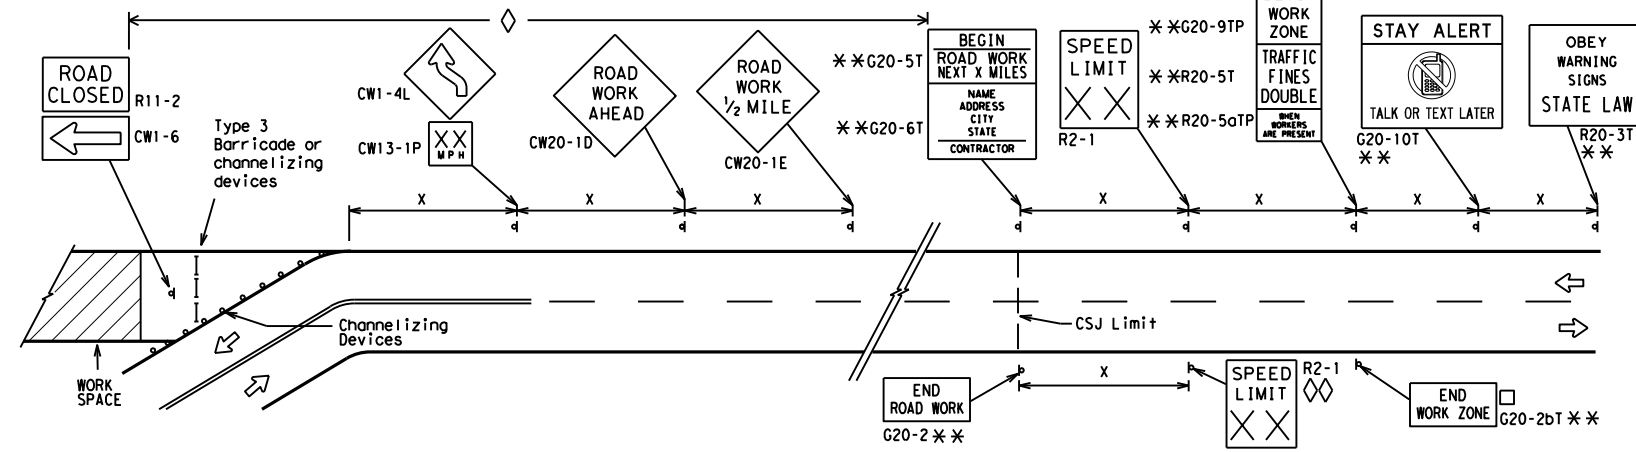 ROAD
CLOSED
R11-2
CW1-6
Type 3
Barricade or
channelizing
devices
CW1-4L
XX
MPH
CW13-1P
ROAD
WORK
AHEAD
CW20-1D
ROAD
WORK
1/2 MILE
CW20-1E
**G20-5T
**G20-6T
BEGIN
ROAD WORK
NEXT X MILES
NAME
ADDRESS
CITY
STATE
CONTRACTOR
SPEED
LIMIT
XX
R2-1
**G20-9TP
**R20-5T
**R20-5aTP
WORK
ZONE
TRAFFIC
FINES
DOUBLE
WHEN
WORKERS
ARE PRESENT
STAY ALERT
TALK OR TEXT LATER
G20-10T
**
OBEY
WARNING
SIGNS
STATE LAW
R20-3T
**
X
X
X
X
X
X
X
Channelizing
Devices
CSJ Limit
WORK
SPACE
END
ROAD WORK
G20-2**
X
SPEED
LIMIT
XX
R2-1
END
WORK ZONE
G20-2bT**